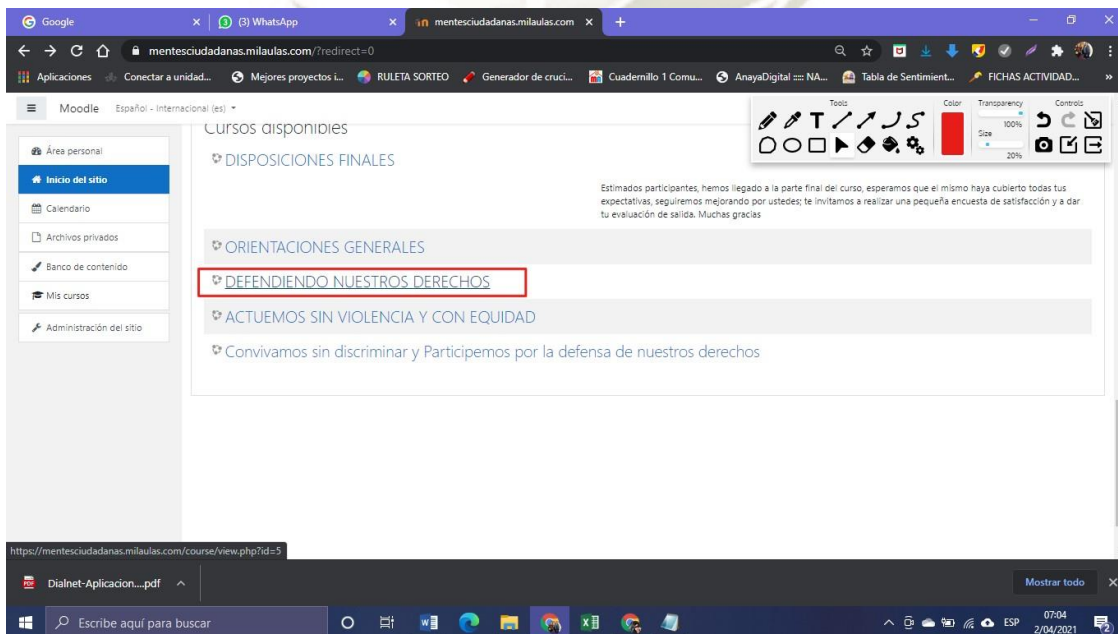 Google
(3) WhatsApp
mentesciudadanas.milaulas.com
mentesciudadanas.milaulas.com/?redirect=0
Aplicaciones
Conectar a unidad...
Mejores proyectos i...
RULETA SORTEO
Generador de cruci...
Cuadernillo 1 Comu...
AnayaDigital ::::: NA...
Tabla de Sentimient...
FICHAS ACTIVIDAD...
Moodle Español - Internacional (es)
Tools
Color
Transparency
100%
Size
20%
Controls
Área personal
Inicio del sitio
Calendario
Archivos privados
Banco de contenido
Mis cursos
Administración del sitio
Cursos disponibles
DISPOSICIONES FINALES
Estimados participantes, hemos llegado a la parte final del curso, esperamos que el mismo haya cubierto todas tus
expectativas, seguiremos mejorando por ustedes; te invitamos a realizar una pequeña encuesta de satisfacción y a dar
tu evaluación de salida. Muchas gracias
ORIENTACIONES GENERALES
DEFENDIENDO NUESTROS DERECHOS
ACTUEMOS SIN VIOLENCIA Y CON EQUIDAD
Convivamos sin discriminar y Participemos por la defensa de nuestros derechos
https://mentesciudadanas.milaulas.com/course/view.php?id=5
Dialnet-Aplicacion....pdf
Mostrar todo
Escribe aquí para buscar
ESP
07:04
2/04/2021